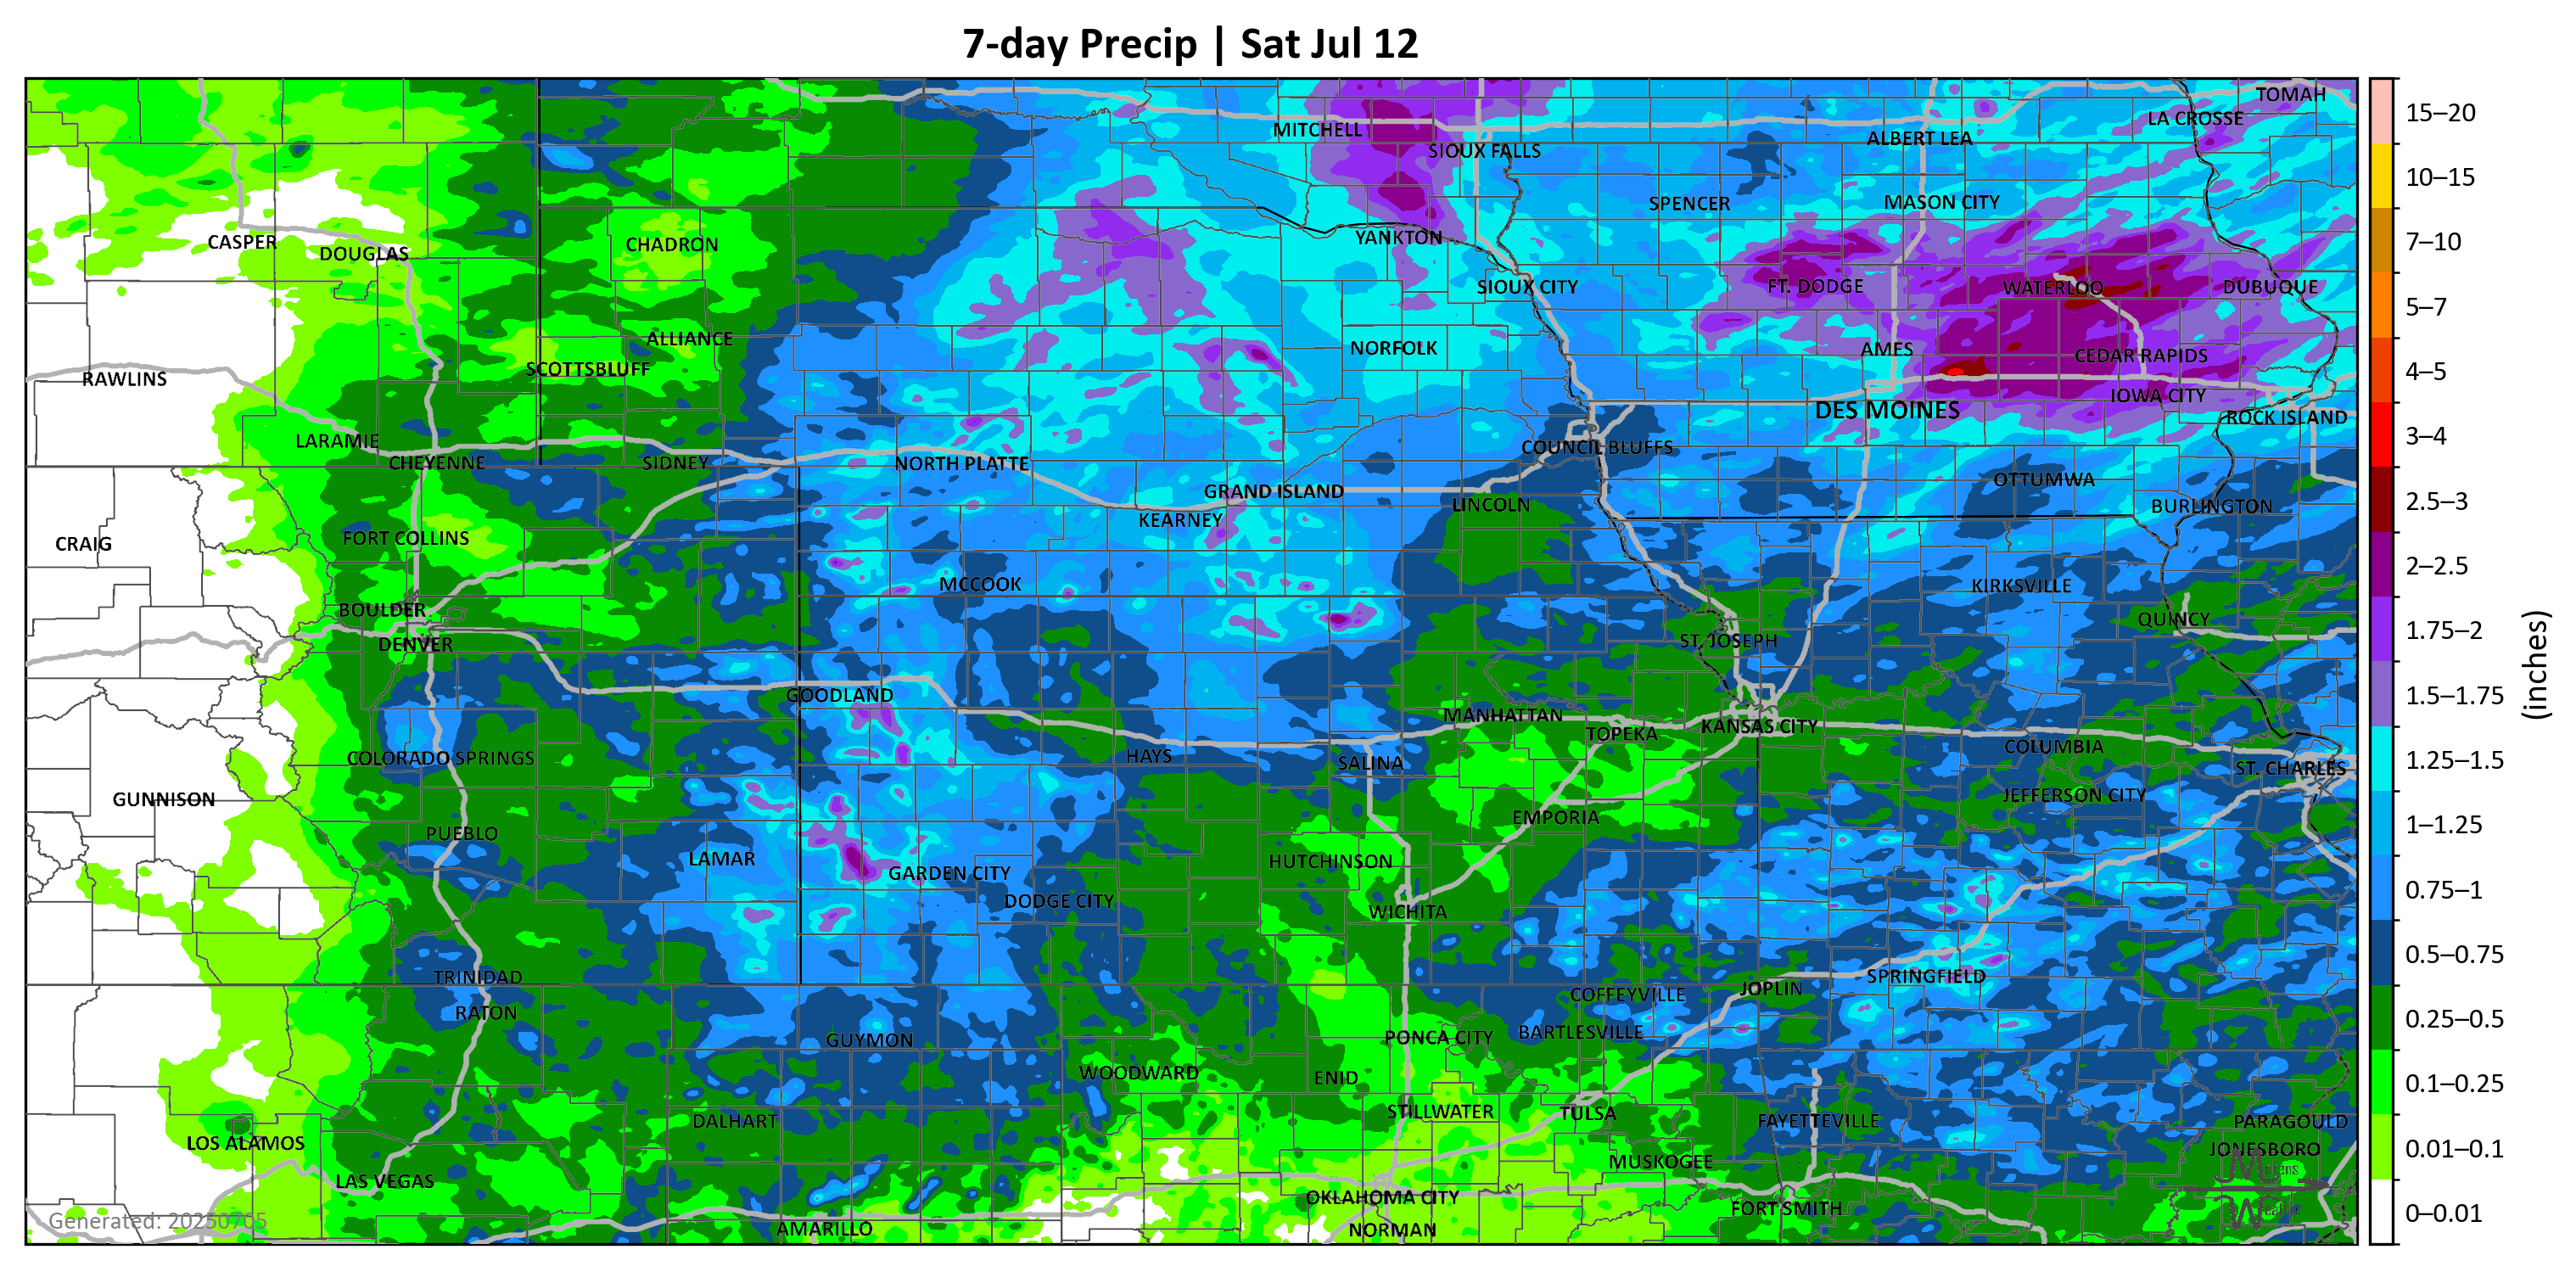 7-day Precip | Sat Jul 12
TOMAH
LA CROSSE
MITCHELL
ALBERT LEA
SIOUX FALLS
SPENCER
MASON CITY
YANKTON
CASPER
CHADRON
DOUGLAS
SIOUX CITY
FT. DODGE
WATERLOO
DUBUQUE
ALLIANCE
NORFOLK
AMES
CEDAR RAPIDS
SCOTTSBLUFF
RAWLINS
IOWA CITY
DES MOINES
ROCK ISLAND
LARAMIE
COUNCIL BLUFFS
CHEYENNE
SIDNEY
NORTH PLATTE
OTTUMWA
GRAND ISLAND
LINCOLN
BURLINGTON
KEARNEY
FORT COLLINS
CRAIG
MCCOOK
KIRKSVILLE
BOULDER
QUINCY
DENVER
ST. JOSEPH
GOODLAND
MANHATTAN
KANSAS CITY
TOPEKA
COLUMBIA
COLORADO SPRINGS
HAYS
SALINA
ST. CHARLES
GUNNISON
JEFFERSON CITY
EMPORIA
PUEBLO
LAMAR
HUTCHINSON
GARDEN CITY
DODGE CITY
WICHITA
TRINIDAD
SPRINGFIELD
JOPLIN
COFFEYVILLE
RATON
BARTLESVILLE
PONCA CITY
GUYMON
WOODWARD
ENID
STILLWATER
TULSA
DALHART
FAYETTEVILLE
PARAGOULD
LOS ALAMOS
JONESBORO
MUSKOGEE
LAS VEGAS
OKLAHOMA CITY
FORT SMITH
Generated: 20250705
AMARILLO
NORMAN
15–20
10–15
7–10
5–7
4–5
3–4
2.5–3
2–2.5
1.75–2
1.5–1.75
1.25–1.5
1–1.25
0.75–1
0.5–0.75
0.25–0.5
0.1–0.25
0.01–0.1
0–0.01
(inches)